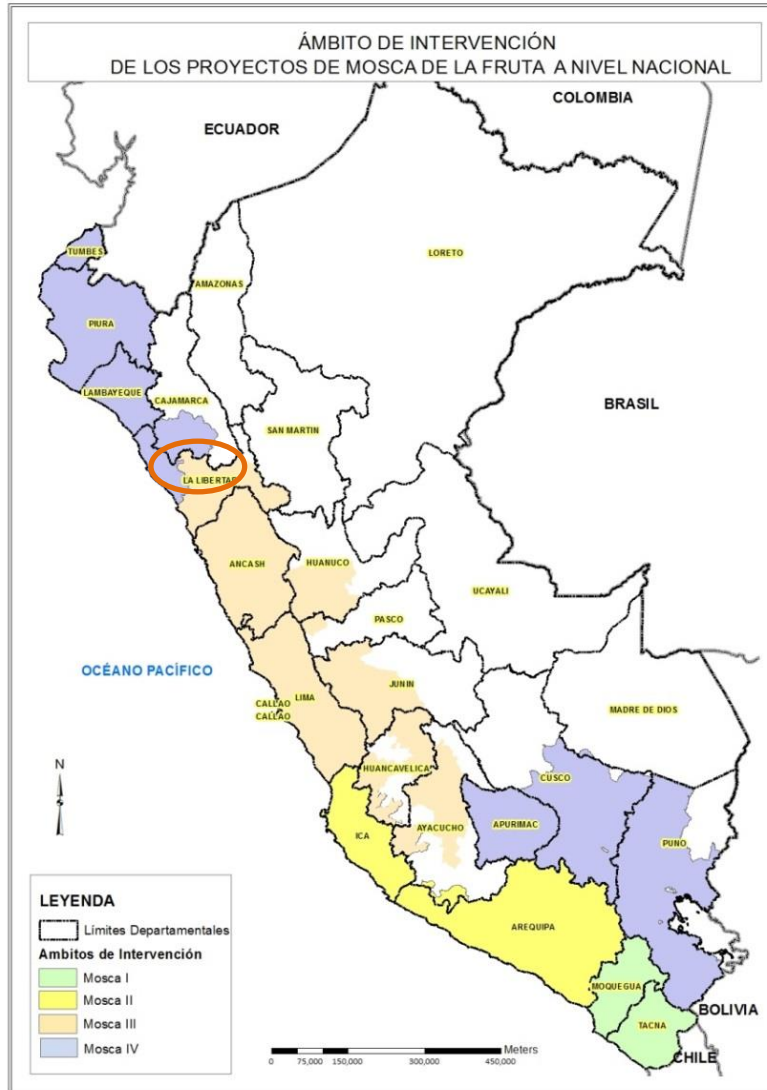 ÁMBITO DE INTERVENCIÓN
DE LOS PROYECTOS DE MOSCA DE LA FRUTA A NIVEL NACIONAL
COLOMBIA
ECUADOR
TUMBES
LORETO
AMAZONAS
PIURA
LAMBAYEQUE
CAJAMARCA
BRASIL
SAN MARTIN
LA LIBERTAD
ANCASH
HUANUCO
UCAYALI
PASCO
OCÉANO PACÍFICO
JUNIN
LIMA
CALLAO
CALLAO
MADRE DE DIOS
N
HUANCAVELICA
CUSCO
ICA
AYACUCHO
APURIMAC
PUNO
AREQUIPA
MOQUEGUA
BOLIVIA
TACNA
CHILE
LEYENDA
Límites Departamentales
Ambitos de Intervención
Mosca I
Mosca II
Mosca III
Mosca IV
Meters
0 75,000 150,000 300,000 450,000